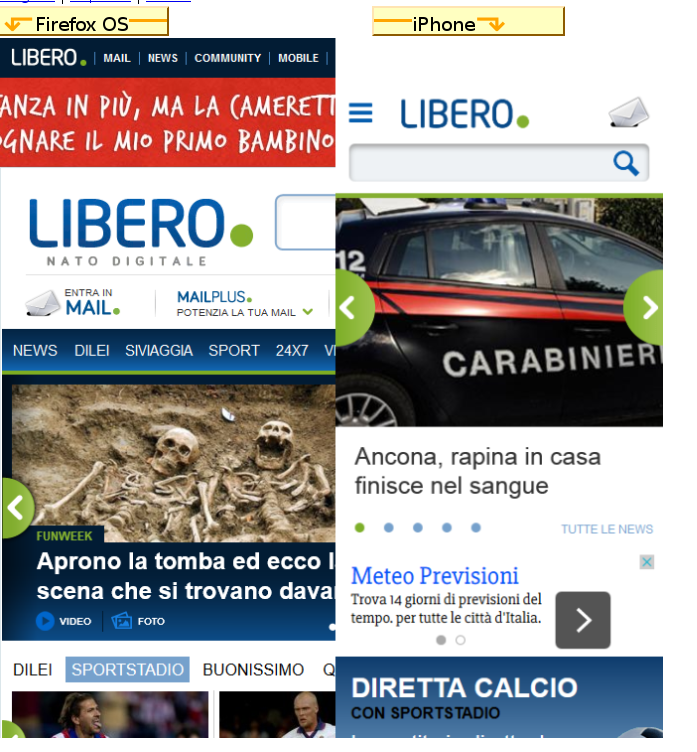 Firefox OS
iPhone
LIBERO. | MAIL | NEWS | COMMUNITY | MOBILE |
ANZA IN PIÙ, MA LA CAMERETT
OGNARE IL MIO PRIMO BAMBINO
LIBERO.
NATO DIGITALE
ENTRA IN
MAIL.
MAILPLUS.
POTENZIA LA TUA MAIL
NEWS DILEI SIVIAGGIA SPORT 24X7 VI
FUNWEEK
Aprono la tomba ed ecco l
scena che si trovano dava
VIDEO FOTO
DILEI SPORTSTADIO BUONISSIMO Q
LIBERO.
12
CARABINIERI
Ancona, rapina in casa
finisce nel sangue
TUTTE LE NEWS
Meteo Previsioni
Trova 14 giorni di previsioni del
tempo. per tutte le città d'Italia.
DIRETTA CALCIO
CON SPORTSTADIO